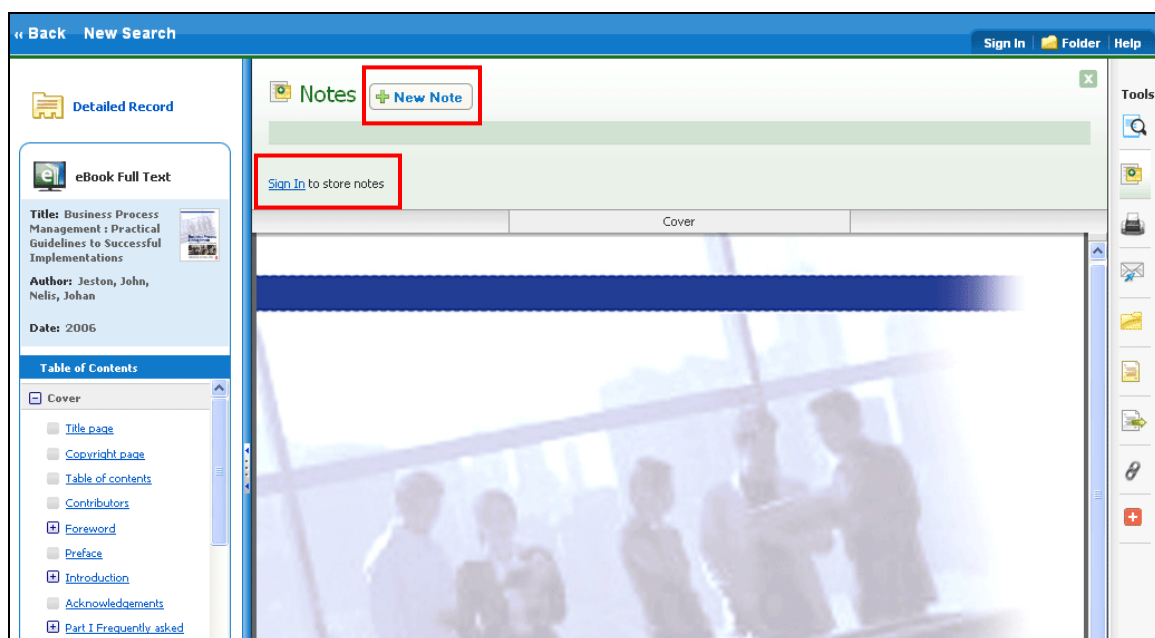 ‹‹ Back New Search
Sign In Folder Help
Detailed Record
eBook Full Text
Title: Business Process
Management : Practical
Guidelines to Successful
Implementations
Author: Jeston, John,
Nelis, Johan
Date: 2006
Table of Contents
Cover
Title page
Copyright page
Table of contents
Contributors
Foreword
Preface
Introduction
Acknowledgements
Part I Frequently asked
Notes
New Note
Sign In to store notes
Cover
Tools